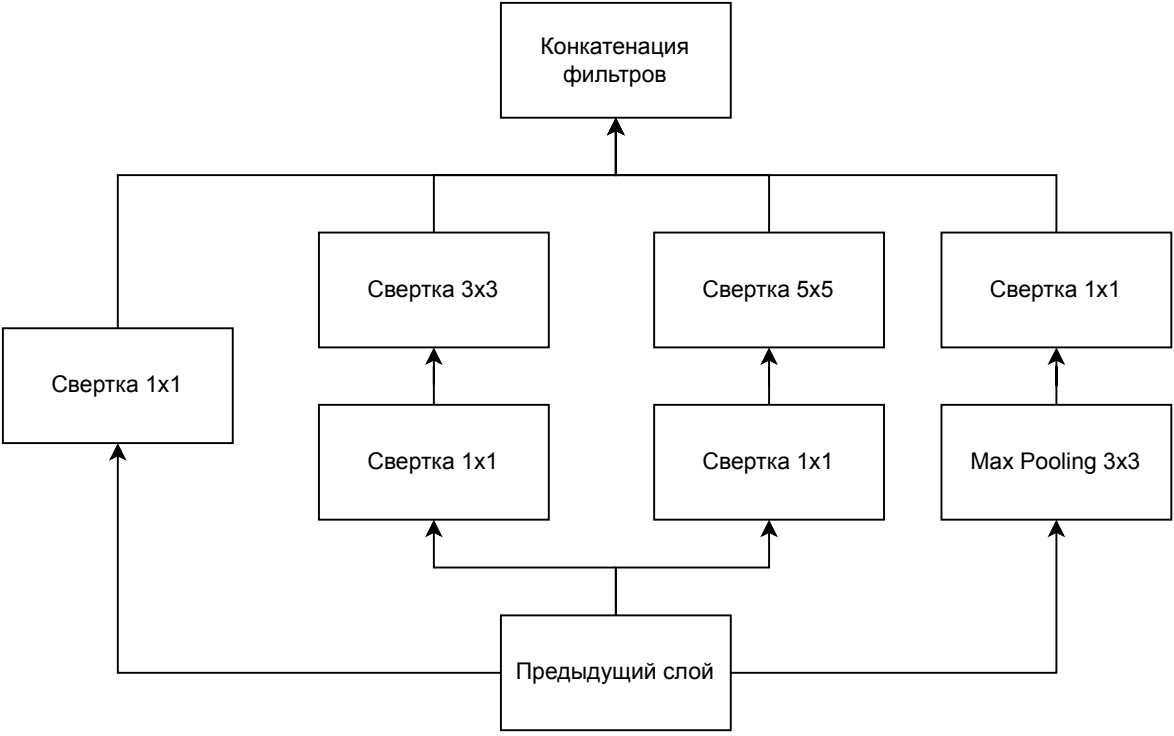 Конкатенация
фильтров
Свертка 3x3
Свертка 5x5
Свертка 1x1
Свертка 1x1
Свертка 1x1
Свертка 1x1
Max Pooling 3x3
Предыдущий слой